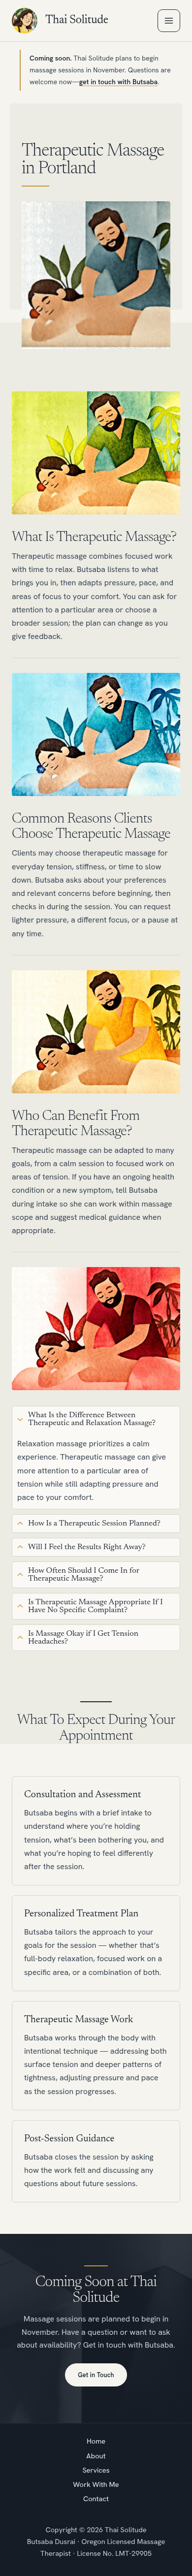 Thai Solitude
Coming soon. Thai Solitude plans to begin
massage sessions in November. Questions are
welcome now—get in touch with Butsaba.
Therapeutic Massage
in Portland
What Is Therapeutic Massage?
Therapeutic massage combines focused work
with time to relax. Butsaba listens to what
brings you in, then adapts pressure, pace, and
areas of focus to your comfort. You can ask for
attention to a particular area or choose a
broader session; the plan can change as you
give feedback.
Common Reasons Clients
Choose Therapeutic Massage
Clients may choose therapeutic massage for
everyday tension, stiffness, or time to slow
down. Butsaba asks about your preferences
and relevant concerns before beginning, then
checks in during the session. You can request
lighter pressure, a different focus, or a pause at
any time.
Who Can Benefit From
Therapeutic Massage?
Therapeutic massage can be adapted to many
goals, from a calm session to focused work on
areas of tension. If you have an ongoing health
condition or a new symptom, tell Butsaba
during intake so she can work within massage
scope and suggest medical guidance when
appropriate.
What Is the Difference Between
Therapeutic and Relaxation Massage?
Relaxation massage prioritizes a calm
experience. Therapeutic massage can give
more attention to a particular area of
tension while still adapting pressure and
pace to your comfort.
How Is a Therapeutic Session Planned?
Will I Feel the Results Right Away?
How Often Should I Come In for
Therapeutic Massage?
Is Therapeutic Massage Appropriate If I
Have No Specific Complaint?
Is Massage Okay if I Get Tension
Headaches?
What To Expect During Your
Appointment
Consultation and Assessment
Butsaba begins with a brief intake to
understand where you're holding
tension, what's been bothering you, and
what you're hoping to feel differently
after the session.
Personalized Treatment Plan
Butsaba tailors the approach to your
goals for the session — whether that's
full-body relaxation, focused work on a
specific area, or a combination of both.
Therapeutic Massage Work
Butsaba works through the body with
intentional technique — addressing both
surface tension and deeper patterns of
tightness, adjusting pressure and pace
as the session progresses.
Post-Session Guidance
Butsaba closes the session by asking
how the work felt and discussing any
questions about future sessions.
Coming Soon at Thai
Solitude
Massage sessions are planned to begin in
November. Have a question or want to ask
about availability? Get in touch with Butsaba.
Get in Touch
Home
About
Services
Work With Me
Contact
Copyright © 2026 Thai Solitude
Butsaba Dusrai · Oregon Licensed Massage
Therapist · License No. LMT-29905